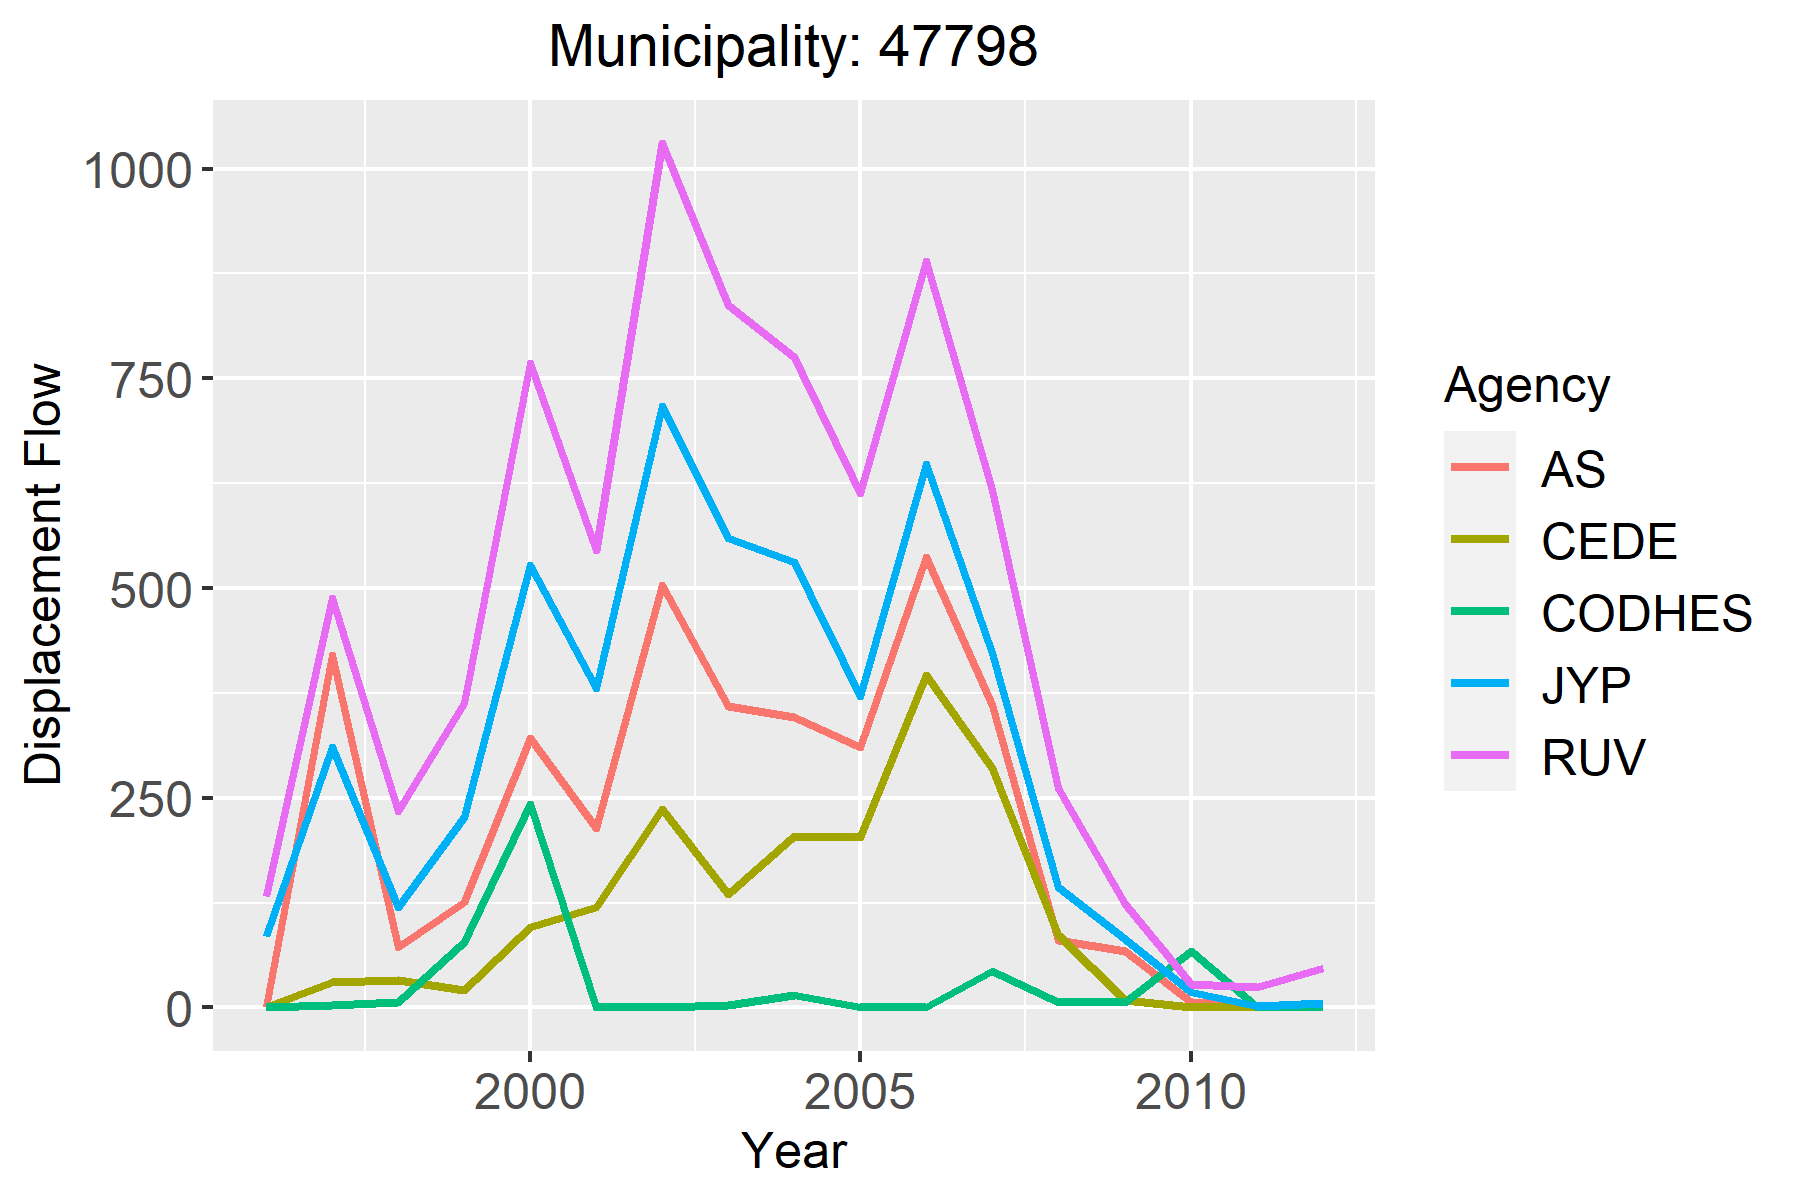 Municipality: 47798
Displacement Flow
1000
750
500
250
0
2000
2005
2010
Year
Agency
AS
CEDE
CODHES
JYP
RUV